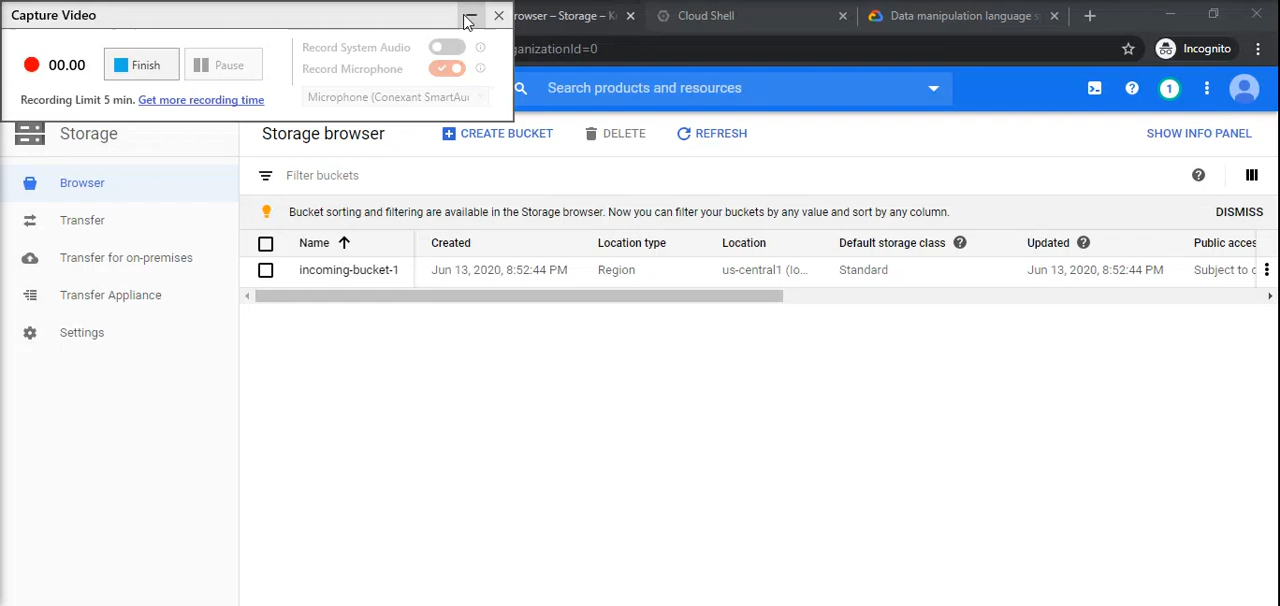 Capture Video
rowser – Storage – K
Cloud Shell
Data manipulation language s
00.00
Finish
Pause
Record System Audio
Record Microphone
Microphone (Conexant SmartAu
Recording Limit 5 min. Get more recording time
ganizationId=0
Incognito
Search products and resources
1
Storage
Storage browser
CREATE BUCKET
DELETE
REFRESH
SHOW INFO PANEL
Browser
Transfer
Transfer for on-premises
Transfer Appliance
Settings
Filter buckets
Bucket sorting and filtering are available in the Storage browser. Now you can filter your buckets by any value and sort by any column.
DISMISS
Name Created Location type Location Default storage class Updated Public acces
incoming-bucket-1 Jun 13, 2020, 8:52:44 PM Region us-central1 (Io... Standard Jun 13, 2020, 8:52:44 PM Subject to c